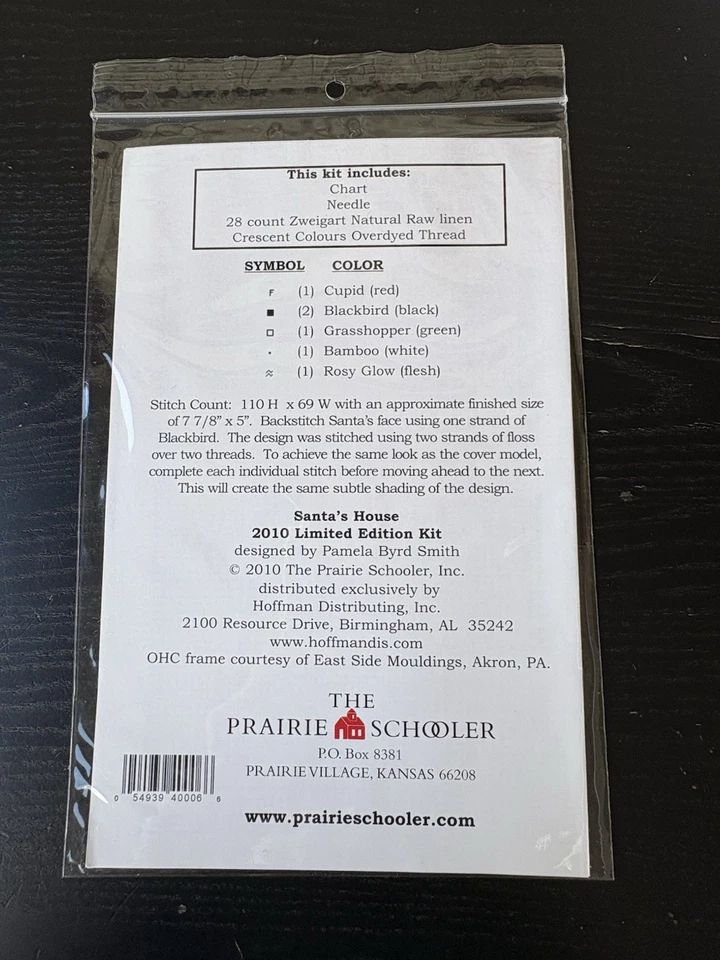 This kit includes:
Chart
Needle
28 count Zweigart Natural Raw linen
Crescent Colours Overdyed Thread
SYMBOL COLOR
F (1) Cupid (red)
■ (2) Blackbird (black)
□ (1) Grasshopper (green)
· (1) Bamboo (white)
≈ (1) Rosy Glow (flesh)
Stitch Count: 110 H x 69 W with an approximate finished size
of 7 7/8" x 5". Backstitch Santa's face using one strand of
Blackbird. The design was stitched using two strands of floss
over two threads. To achieve the same look as the cover model,
complete each individual stitch before moving ahead to the next.
This will create the same subtle shading of the design.
Santa's House
2010 Limited Edition Kit
designed by Pamela Byrd Smith
© 2010 The Prairie Schooler, Inc.
distributed exclusively by
Hoffman Distributing, Inc.
2100 Resource Drive, Birmingham, AL 35242
www.hoffmandis.com
OHC frame courtesy of East Side Mouldings, Akron, PA.
THE
PRAIRIE SCHOOLER
P.O. Box 8381
PRAIRIE VILLAGE, KANSAS 66208
0 54939 40006 6
www.prairieschooler.com